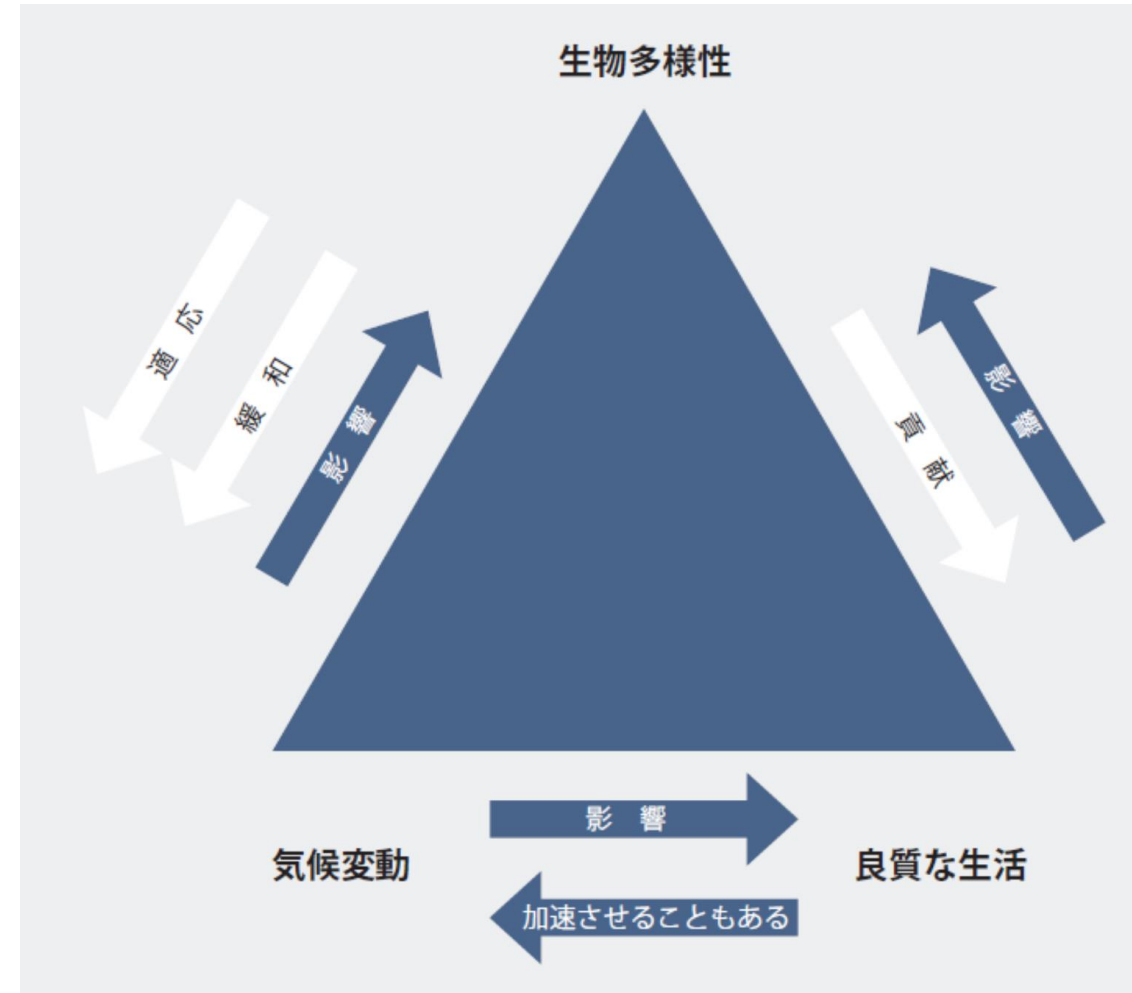 生物多様性
適応
緩和
影響
貢献
影響
影響
気候変動
良質な生活
加速させることもある